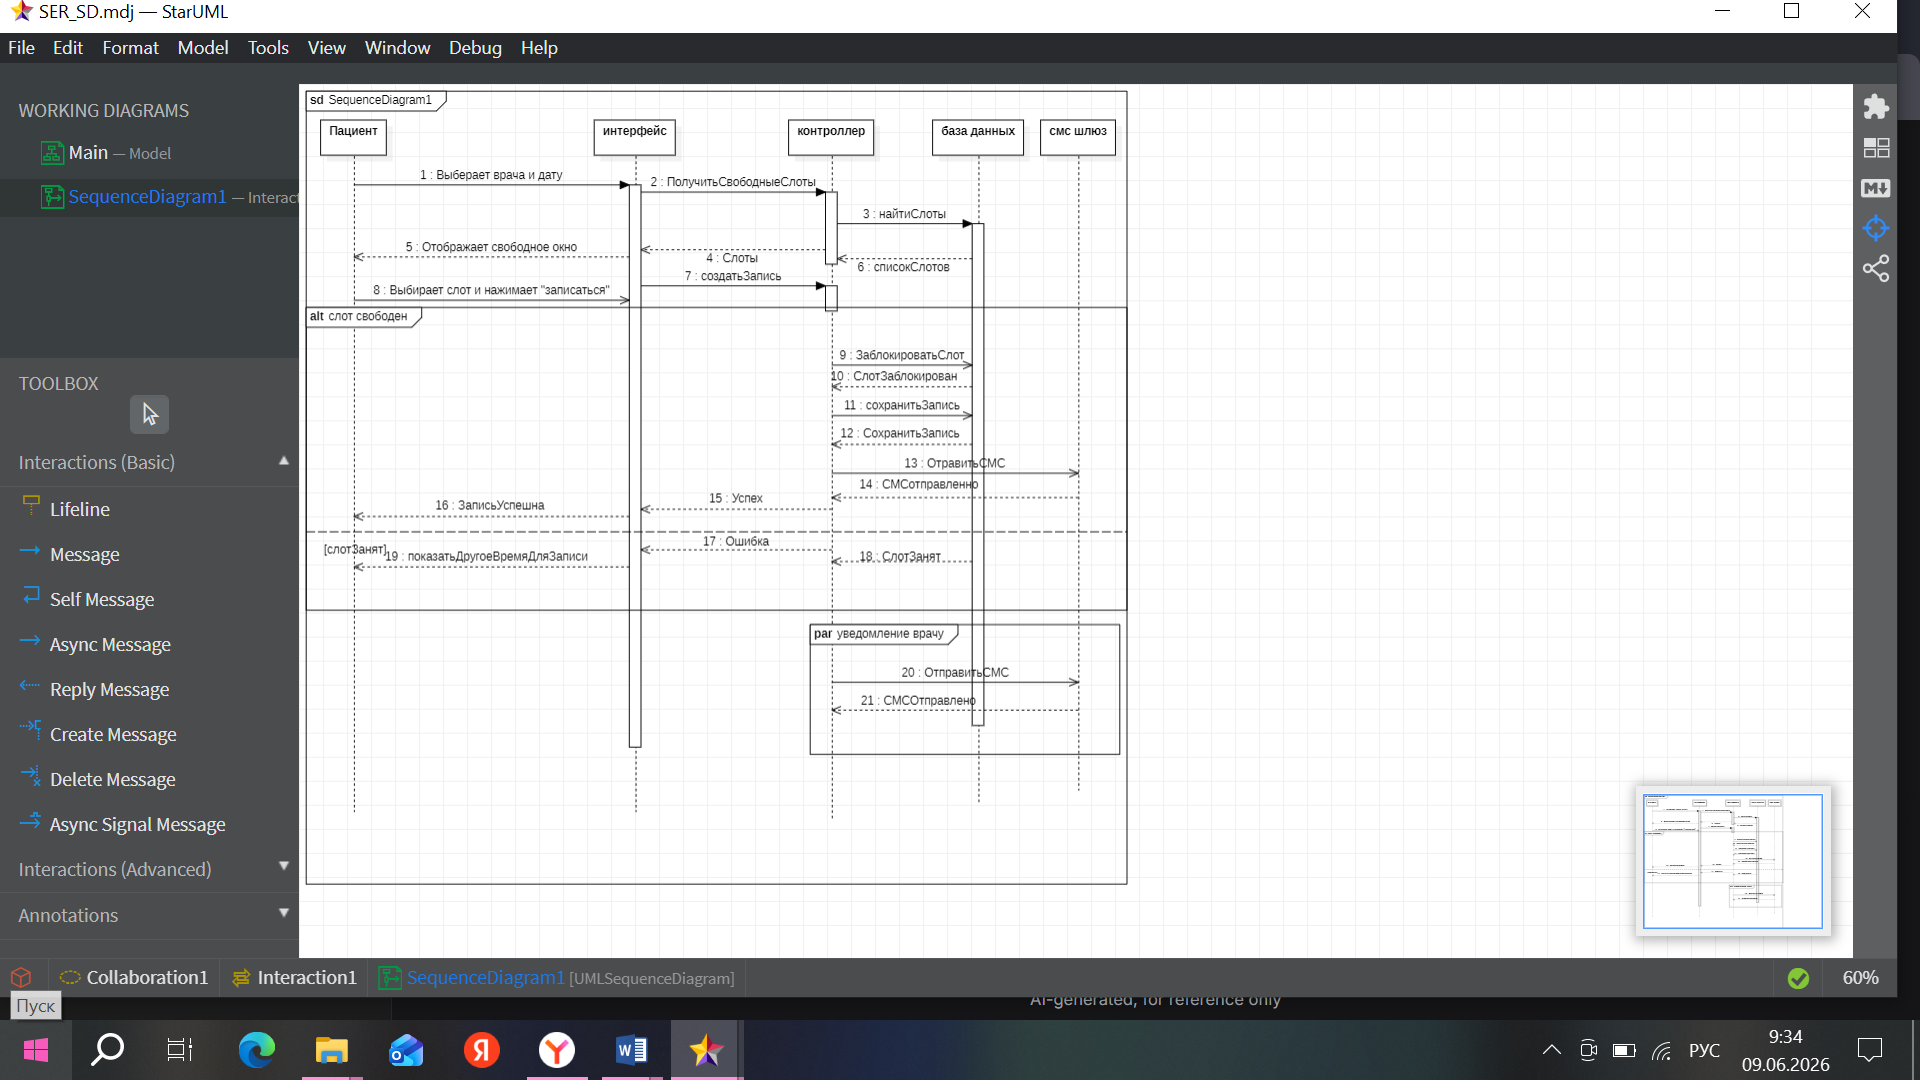 SER_SD.mdj — StarUML
File Edit Format Model Tools View Window Debug Help
WORKING DIAGRAMS
Main — Model
SequenceDiagram1 — Interact
TOOLBOX
Interactions (Basic)
Lifeline
Message
Self Message
Async Message
Reply Message
Create Message
Delete Message
Async Signal Message
Interactions (Advanced)
Annotations
sd SequenceDiagram1
Пациент интерфейс контроллер база данных смс шлюз
1 : Выберает врача и дату
2 : ПолучитьСвободныеСлоты
3 : найтиСлоты
5 : Отображает свободное окно
4 : Слоты
6 : списокСлотов
7 : создатьЗапись
8 : Выбирает слот и нажимает "записаться"
alt слот свободен
9 : ЗаблокироватьСлот
10 : СлотЗаблокирован
11 : сохранитьЗапись
12 : СохранитьЗапись
13 : ОтравитьСМС
14 : СМСотправленно
15 : Успех
16 : ЗаписьУспешна
17 : Ошибка
[слотЗанят]
19 : показатьДругоеВремяДляЗаписи
18 : СлотЗанят
par уведомление врачу
20 : ОтправитьСМС
21 : СМСОтправлено
Collaboration1 Interaction1 SequenceDiagram1 [UMLSequenceDiagram]
60%
Пуск
AI-generated, for reference only
РУС
9:34
09.06.2026